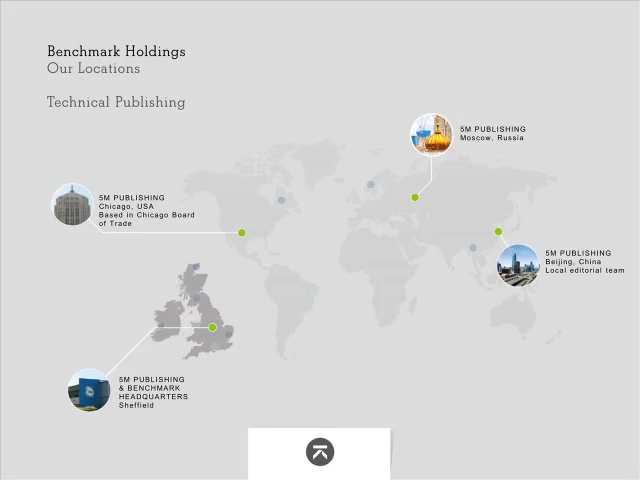 Benchmark Holdings
Our Locations
Technical Publishing
5M PUBLISHING
Moscow, Russia
5M PUBLISHING
Chicago, USA
Based in Chicago Board
of Trade
5M PUBLISHING
Beijing, China
Local editorial team
5M PUBLISHING
& BENCHMARK
HEADQUARTERS
Sheffield